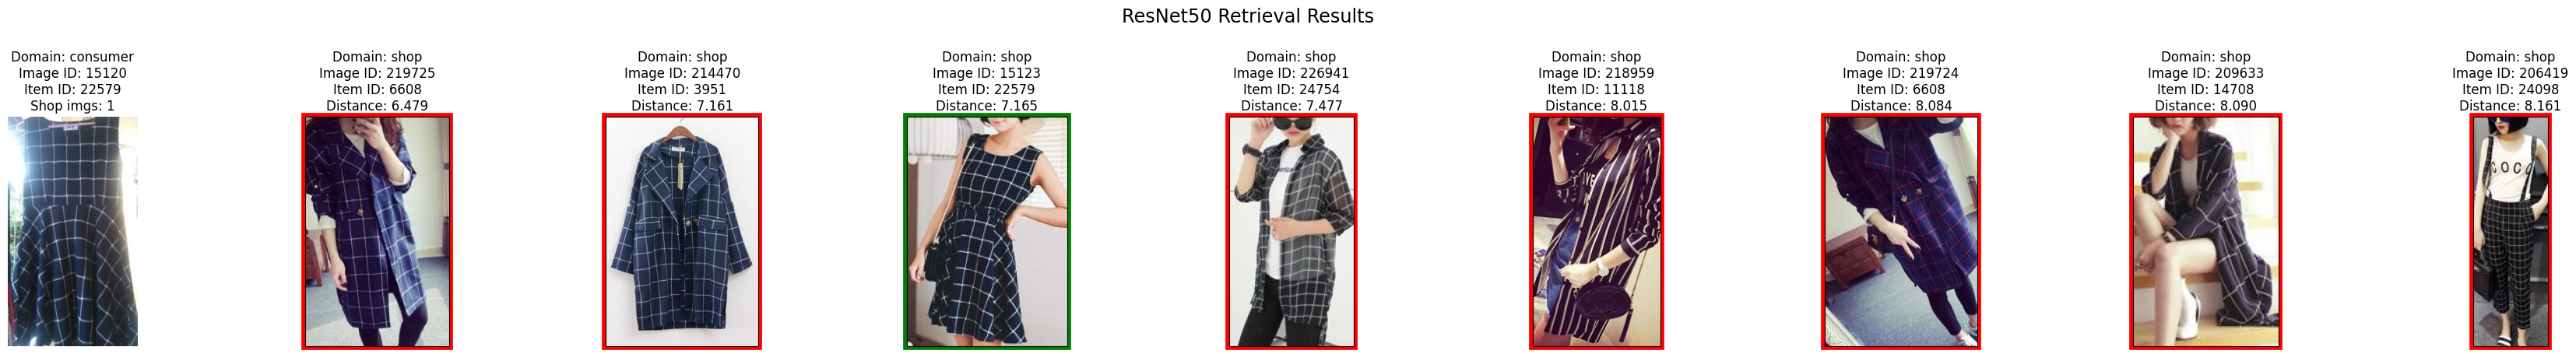 ResNet50 Retrieval Results
Domain: consumer
Image ID: 15120
Item ID: 22579
Shop imgs: 1
Domain: shop
Image ID: 219725
Item ID: 6608
Distance: 6.479
Domain: shop
Image ID: 214470
Item ID: 3951
Distance: 7.161
Domain: shop
Image ID: 15123
Item ID: 22579
Distance: 7.165
Domain: shop
Image ID: 226941
Item ID: 24754
Distance: 7.477
Domain: shop
Image ID: 218959
Item ID: 11118
Distance: 8.015
Domain: shop
Image ID: 219724
Item ID: 6608
Distance: 8.084
Domain: shop
Image ID: 209633
Item ID: 14708
Distance: 8.090
Domain: shop
Image ID: 206419
Item ID: 24098
Distance: 8.161
COCO